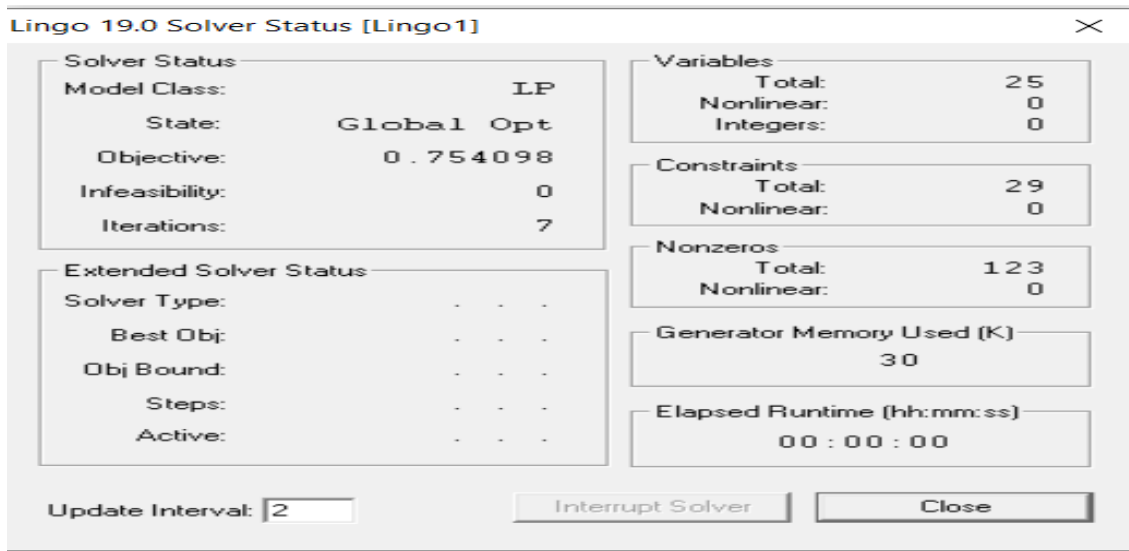 Lingo 19.0 Solver Status [Lingo1]
Solver Status
Model Class: LP
State: Global Opt
Objective: 0.754098
Infeasibility: 0
Iterations: 7
Extended Solver Status
Solver Type: . . .
Best Obj: . . .
Obj Bound: . . .
Steps: . . .
Active: . . .
Variables
Total: 25
Nonlinear: 0
Integers: 0
Constraints
Total: 29
Nonlinear: 0
Nonzeros
Total: 123
Nonlinear: 0
Generator Memory Used (K)
30
Elapsed Runtime (hh:mm:ss)
00:00:00
Update Interval: 2
Interrupt Solver
Close